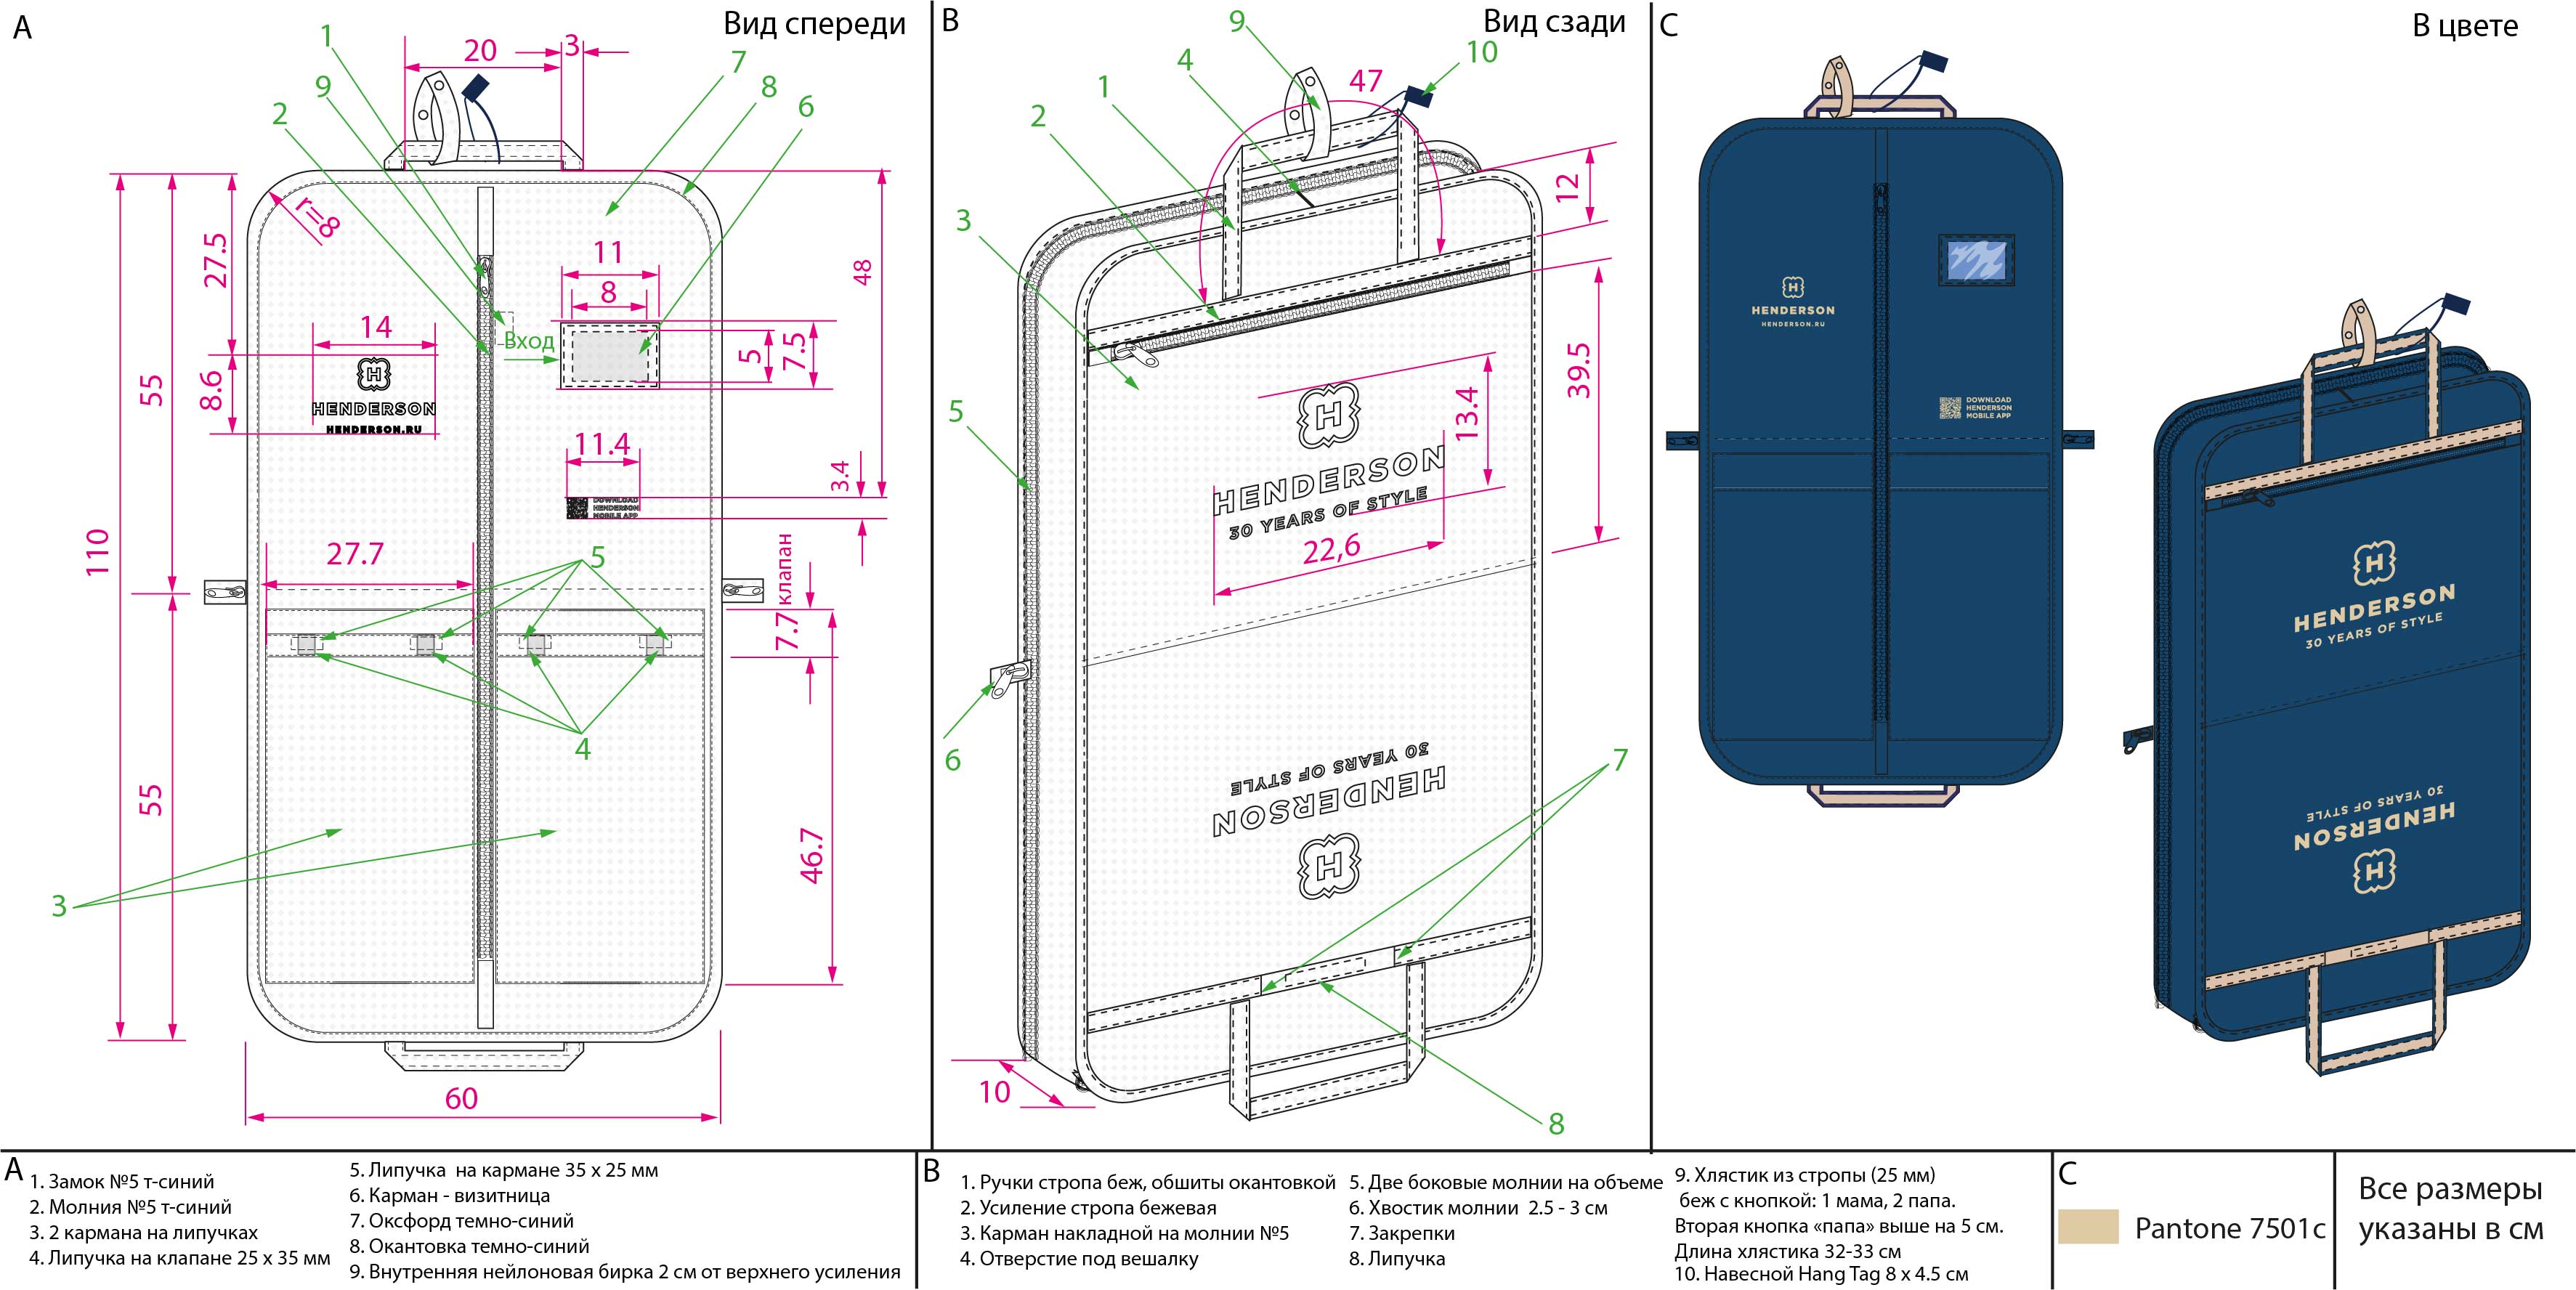 A
Вид спереди
1
20
3
7
9
8
2
6
r=8
27.5
11
48
8
14
Вход
5
7.5
55
8.6
HENDERSON
HENDERSON.RU
11.4
3.4
DOWNLOAD
HENDERSON
MOBILE APP
110
27.7
5
клапан
7.7
4
55
46.7
3
60
B
Вид сзади
9
10
4
47
1
2
12
3
39.5
13.4
5
HENDERSON
30 YEARS OF STYLE
22,6
6
7
30 YEARS OF STYLE
HENDERSON
10
8
C
В цвете
HENDERSON
HENDERSON.RU
DOWNLOAD
HENDERSON
MOBILE APP
HENDERSON
30 YEARS OF STYLE
30 YEARS OF STYLE
HENDERSON
A
1. Замок №5 т-синий
2. Молния №5 т-синий
3. 2 кармана на липучках
4. Липучка на клапане 25 х 35 мм
5. Липучка на кармане 35 х 25 мм
6. Карман - визитница
7. Оксфорд темно-синий
8. Окантовка темно-синий
9. Внутренняя нейлоновая бирка 2 см от верхнего усиления
B
1. Ручки стропа беж, обшиты окантовкой
2. Усиление стропа бежевая
3. Карман накладной на молнии №5
4. Отверстие под вешалку
5. Две боковые молнии на объеме
6. Хвостик молнии 2.5 - 3 см
7. Закрепки
8. Липучка
9. Хлястик из стропы (25 мм)
беж с кнопкой: 1 мама, 2 папа.
Вторая кнопка «папа» выше на 5 см.
Длина хлястика 32-33 см
10. Навесной Hang Tag 8 х 4.5 см
C
Pantone 7501c
Все размеры
указаны в см